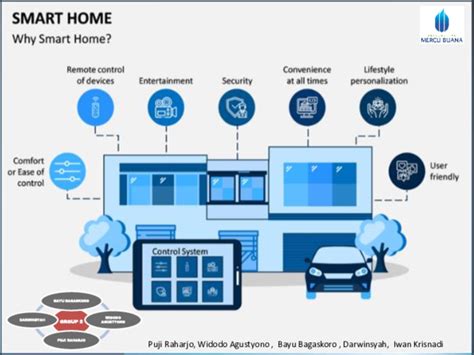 SMART HOME
Why Smart Home?
MERCU BUANA
Remote control
of devices
Entertainment
Security
Convenience
at all times
Lifestyle
personalization
Comfort
or Ease of
control
User
friendly
Control System
BAYU BAGASKORO
DARWINSYAH
GROUP 2
WIDODO
AGUSTYONO
PUJI RAHARJO
Puji Raharjo, Widodo Agustyono , Bayu Bagaskoro , Darwinsyah, Iwan Krisnadi